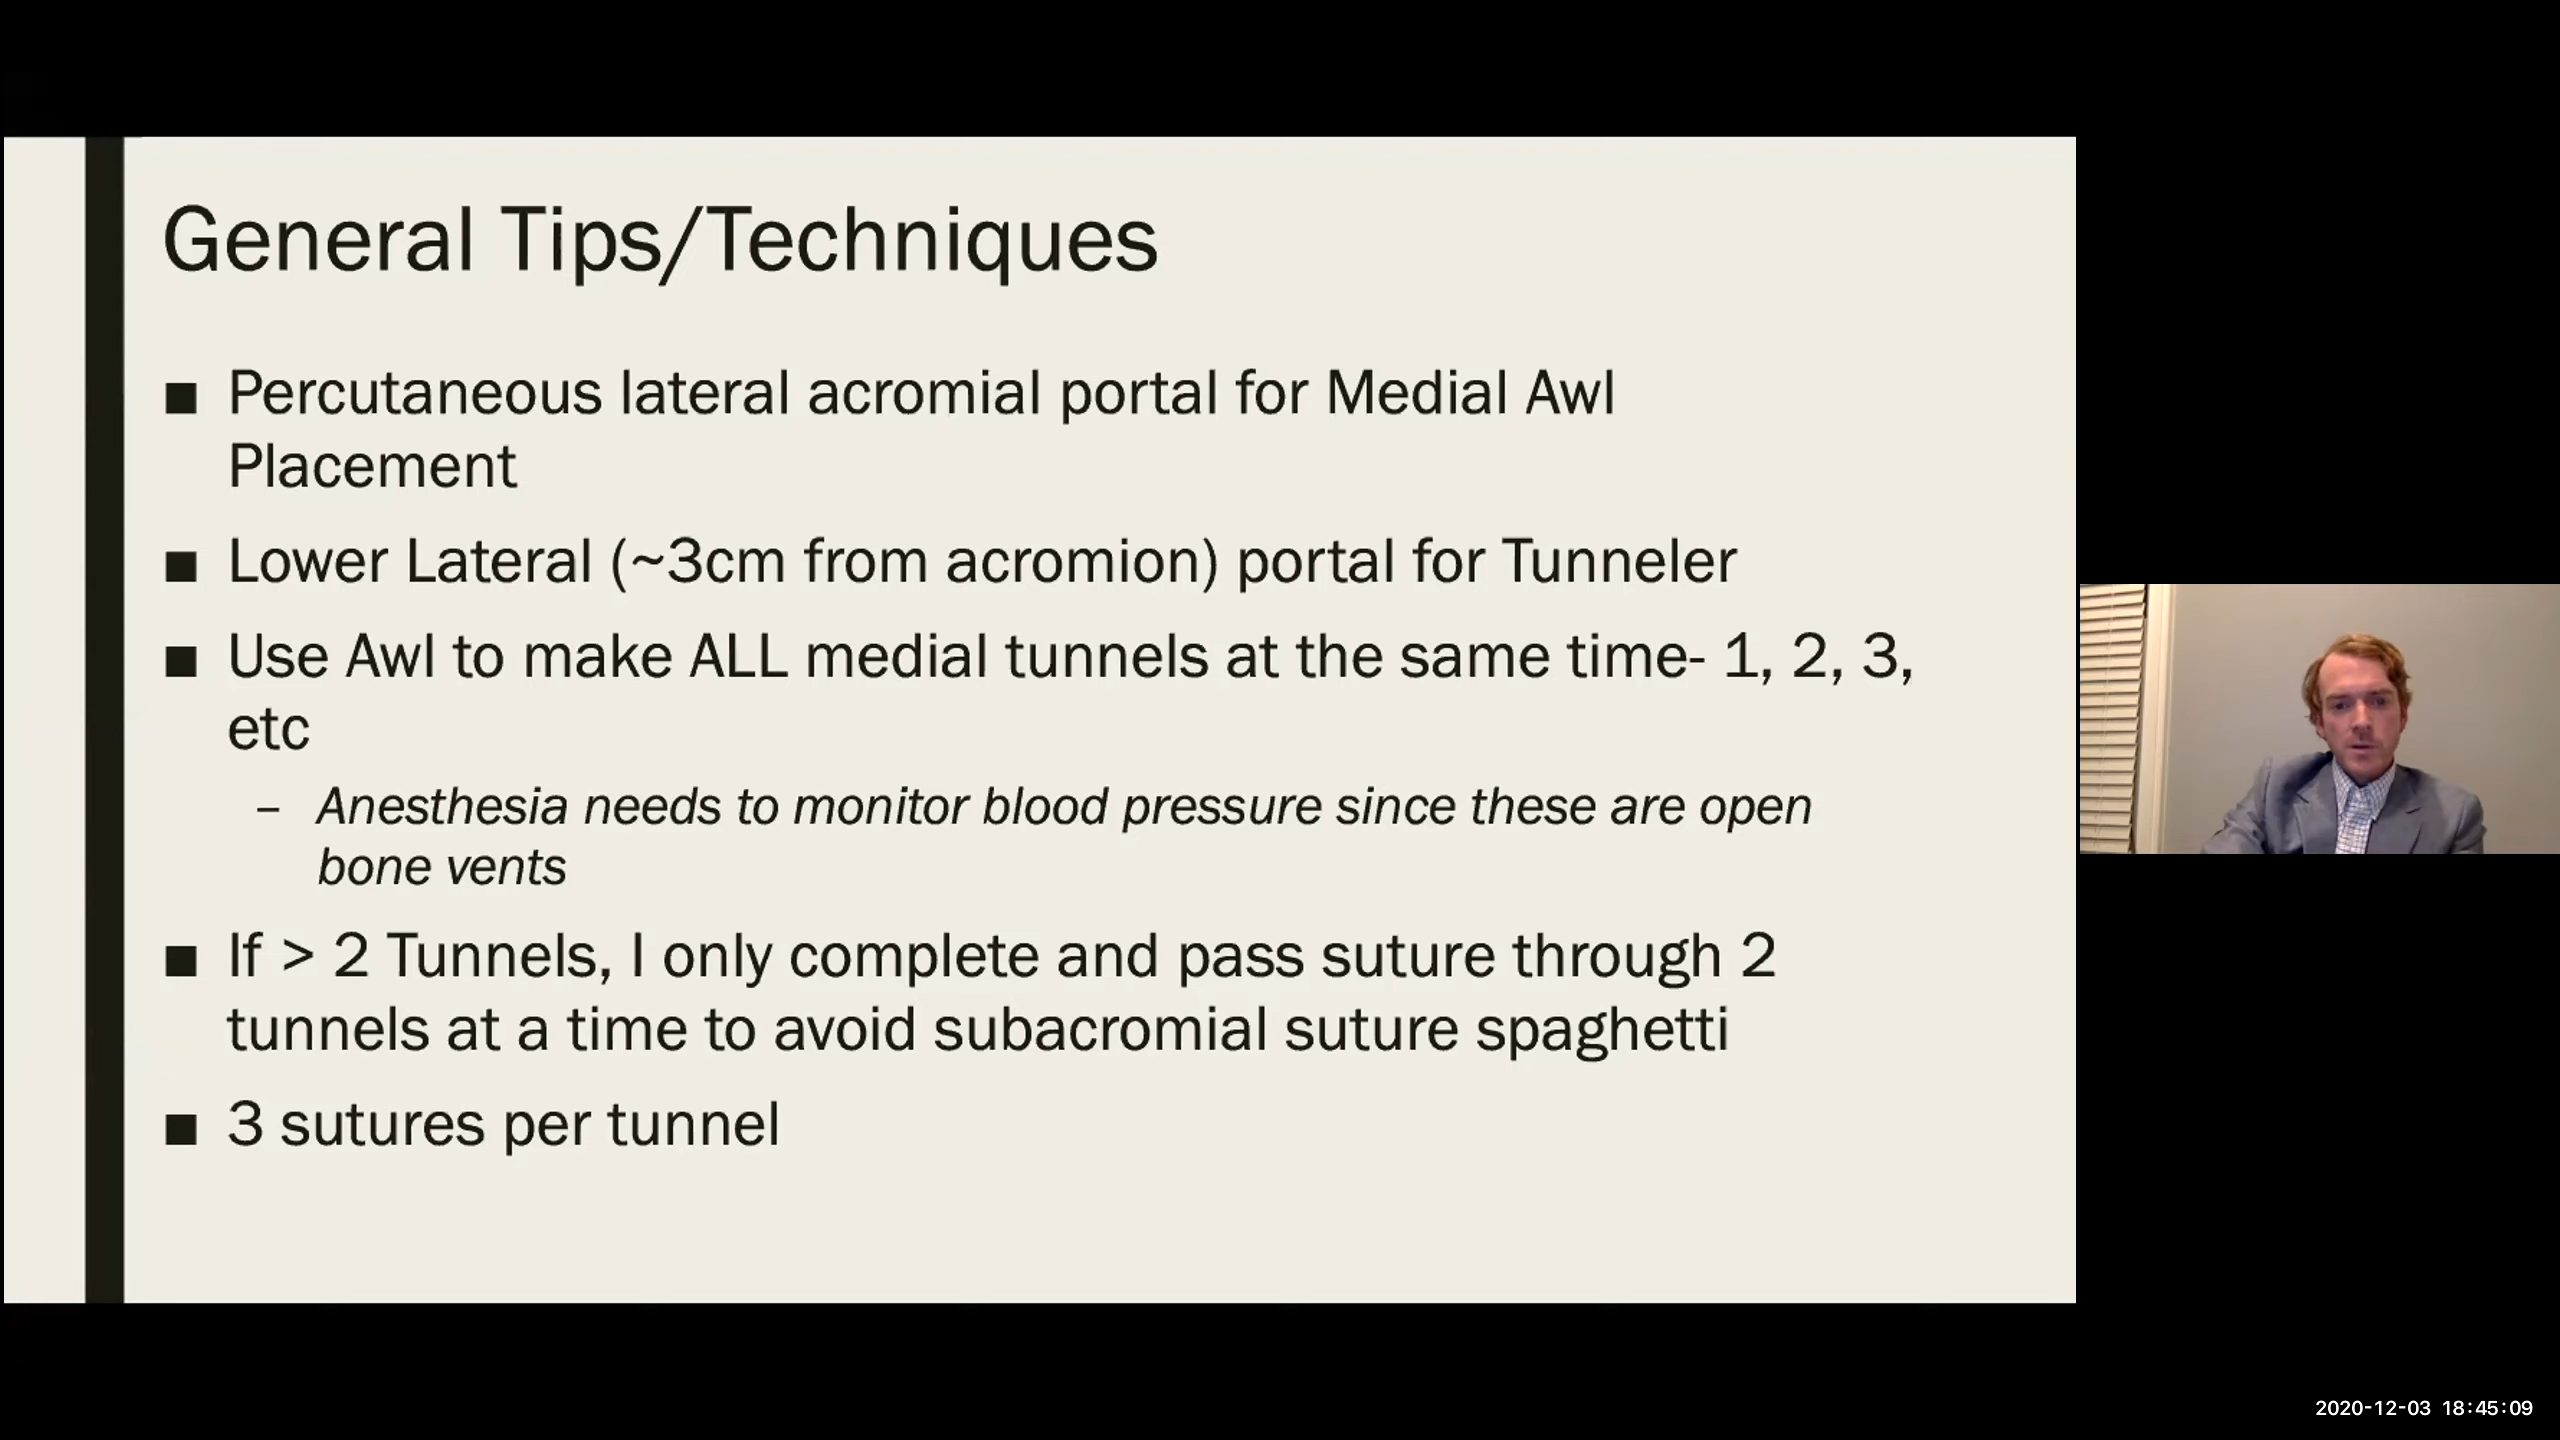 General Tips/Techniques
■ Percutaneous lateral acromial portal for Medial Awl
Placement
■ Lower Lateral (~3cm from acromion) portal for Tunneler
■ Use Awl to make ALL medial tunnels at the same time- 1, 2, 3,
etc
– Anesthesia needs to monitor blood pressure since these are open
bone vents
■ If > 2 Tunnels, I only complete and pass suture through 2
tunnels at a time to avoid subacromial suture spaghetti
■ 3 sutures per tunnel
2020-12-03 18:45:09